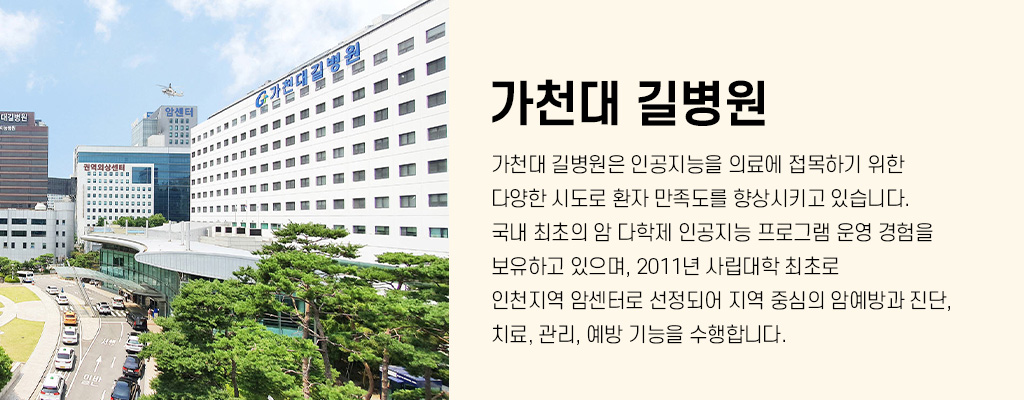 가천대길병원
암센터
대길병원
권역외상센터
일반
가천대 길병원
가천대 길병원은 인공지능을 의료에 접목하기 위한
다양한 시도로 환자 만족도를 향상시키고 있습니다.
국내 최초의 암 다학제 인공지능 프로그램 운영 경험을
보유하고 있으며, 2011년 사립대학 최초로
인천지역 암센터로 선정되어 지역 중심의 암예방과 진단,
치료, 관리, 예방 기능을 수행합니다.